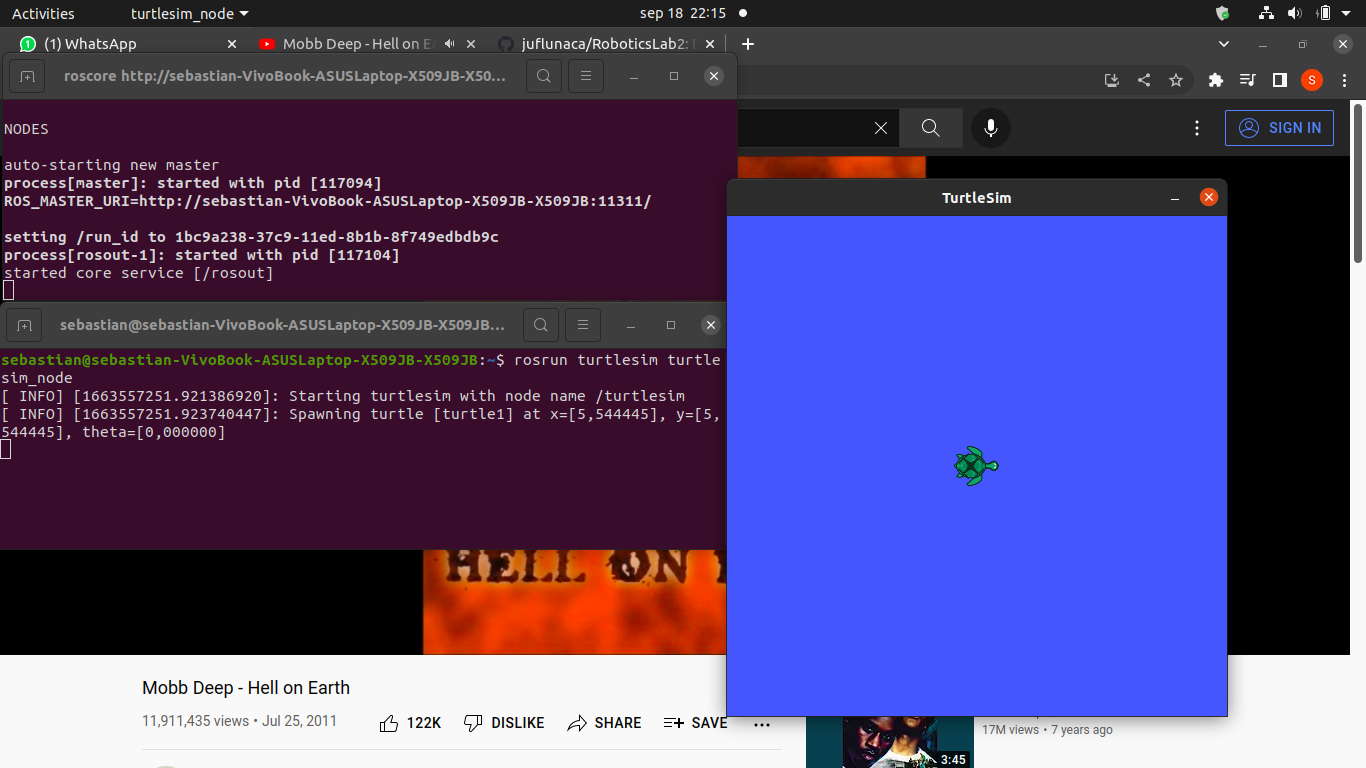 Activities
turtlesim_node
sep 18 22:15
(1) WhatsApp
Mobb Deep - Hell on Ea
juflunaca/RoboticsLab2: 
S
roscore http://sebastian-VivoBook-ASUSLaptop-X509JB-X50...
NODES
auto-starting new master
process[master]: started with pid [117094]
ROS_MASTER_URI=http://sebastian-VivoBook-ASUSLaptop-X509JB-X509JB:11311/
setting /run_id to 1bc9a238-37c9-11ed-8b1b-8f749edbdb9c
process[rosout-1]: started with pid [117104]
started core service [/rosout]
SIGN IN
TurtleSim
sebastian@sebastian-VivoBook-ASUSLaptop-X509JB-X509JB...
sebastian@sebastian-VivoBook-ASUSLaptop-X509JB-X509JB:~$ rosrun turtlesim turtle
sim_node
[ INFO] [1663557251.921386920]: Starting turtlesim with node name /turtlesim
[ INFO] [1663557251.923740447]: Spawning turtle [turtle1] at x=[5,544445], y=[5,
544445], theta=[0,000000]
HELL ON
Mobb Deep - Hell on Earth
11,911,435 views • Jul 25, 2011
122K
DISLIKE
SHARE
SAVE
3:45
17M views • 7 years ago